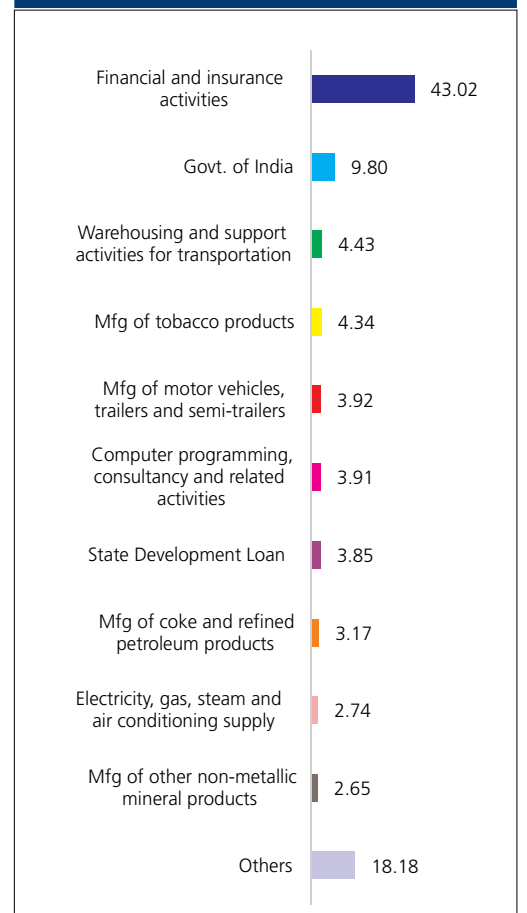 Financial and insurance
activities
43.02
Govt. of India
9.80
Warehousing and support
activities for transportation
4.43
Mfg of tobacco products
4.34
Mfg of motor vehicles,
trailers and semi-trailers
3.92
Computer programming,
consultancy and related
activities
3.91
State Development Loan
3.85
Mfg of coke and refined
petroleum products
3.17
Electricity, gas, steam and
air conditioning supply
2.74
Mfg of other non-metallic
mineral products
2.65
Others
18.18